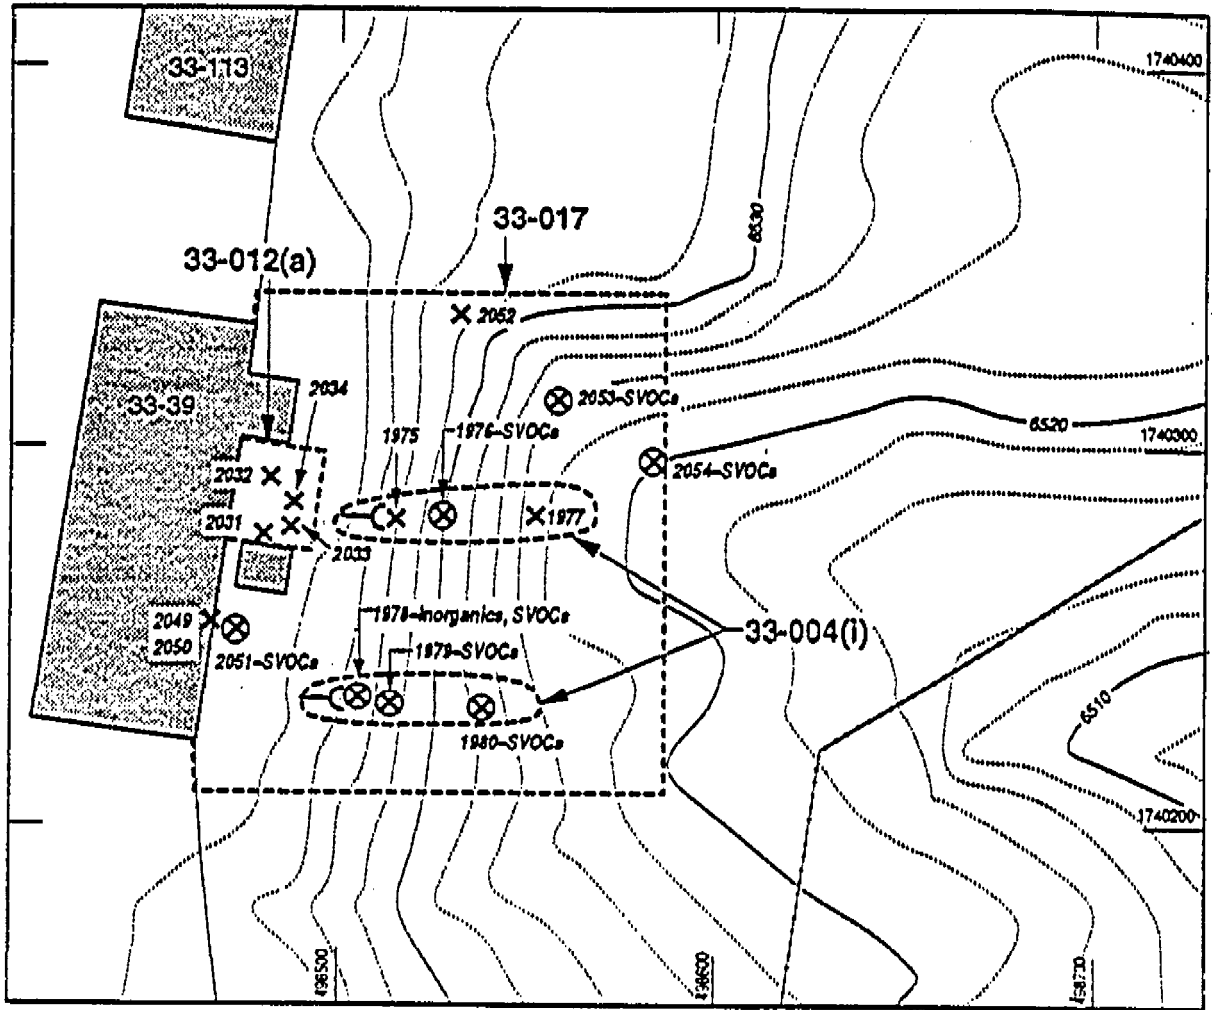 33-113
1740400
33-017
6530
33-012(a)
2052
2034
33-39
2053–SVOCs
1975
1976–SVOCs
6520
1740300
2032
2054–SVOCs
2031
1977
2033
1978–Inorganics, SVOCs
2049
33-004(i)
2050
1979–SVOCs
2051–SVOCs
6510
1980–SVOCs
1740200
498500
498600
498700